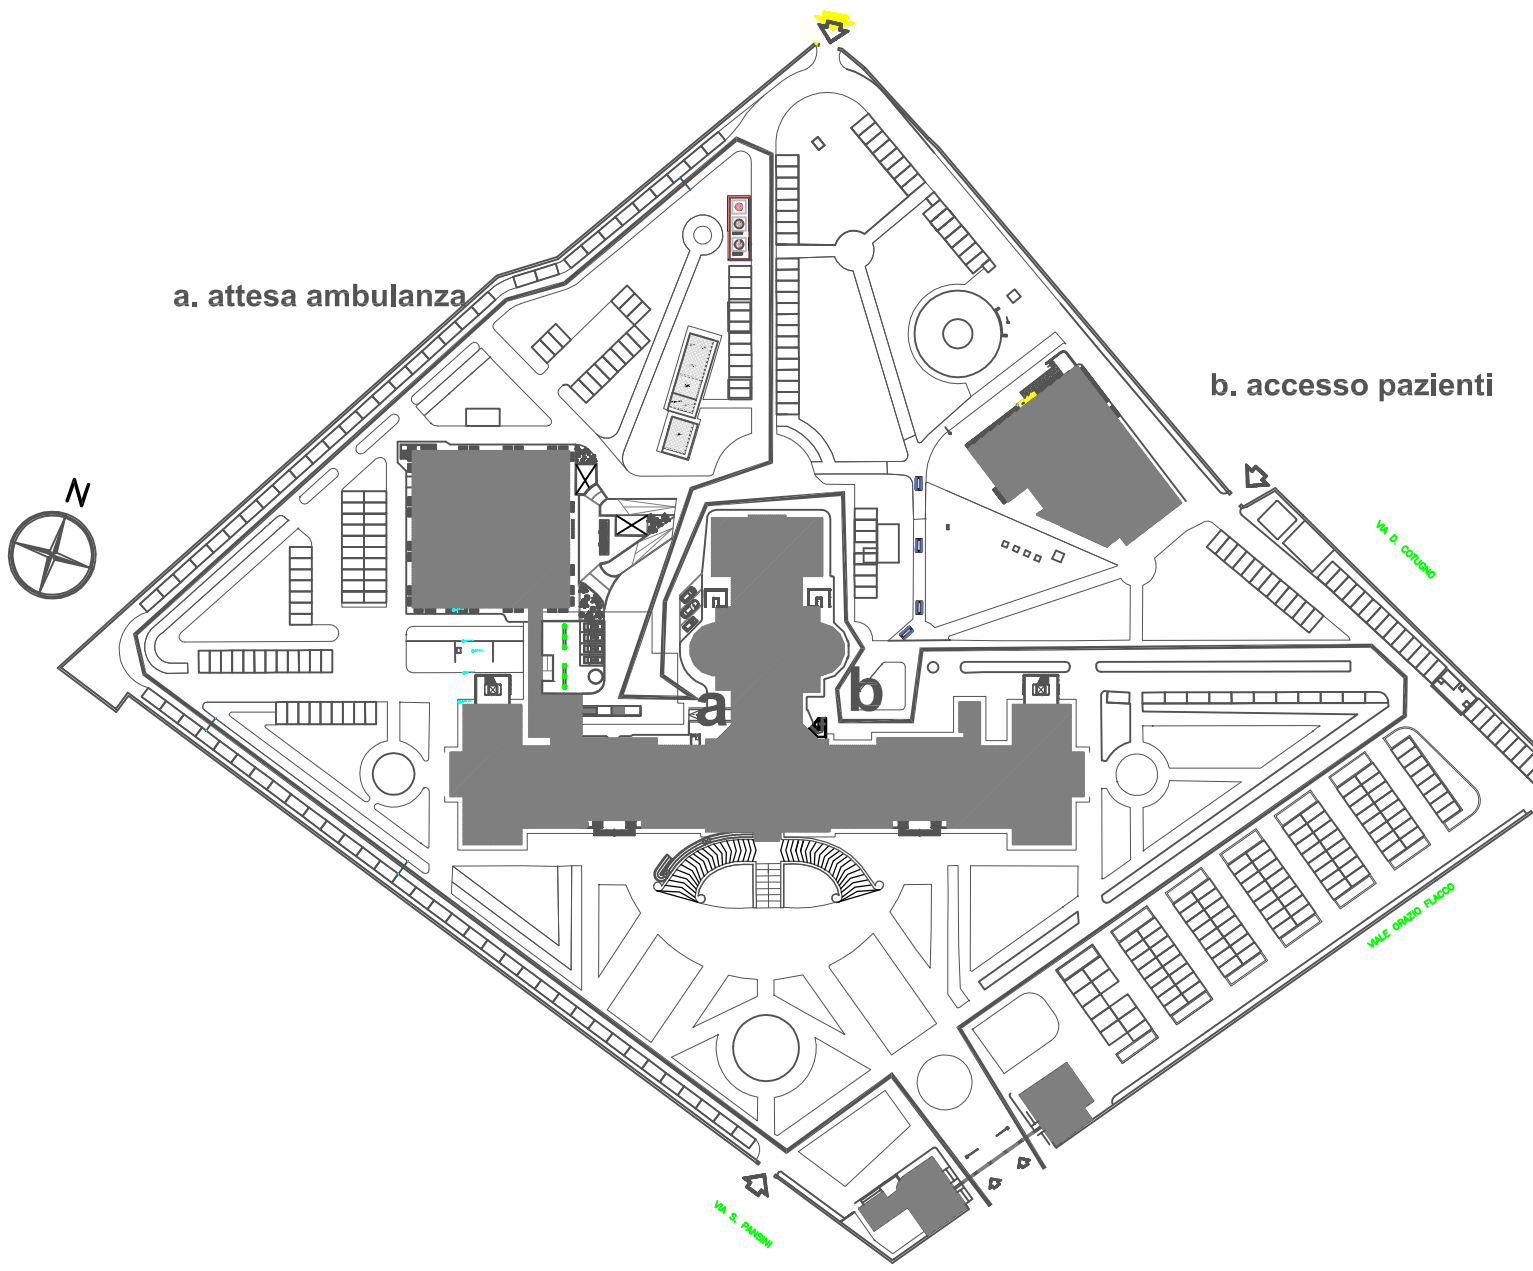 a. attesa ambulanza
b. accesso pazienti
N
VIA D. COTUGNO
a
b
VIALE ORAZIO FLACCO
VIA S. PANSINI